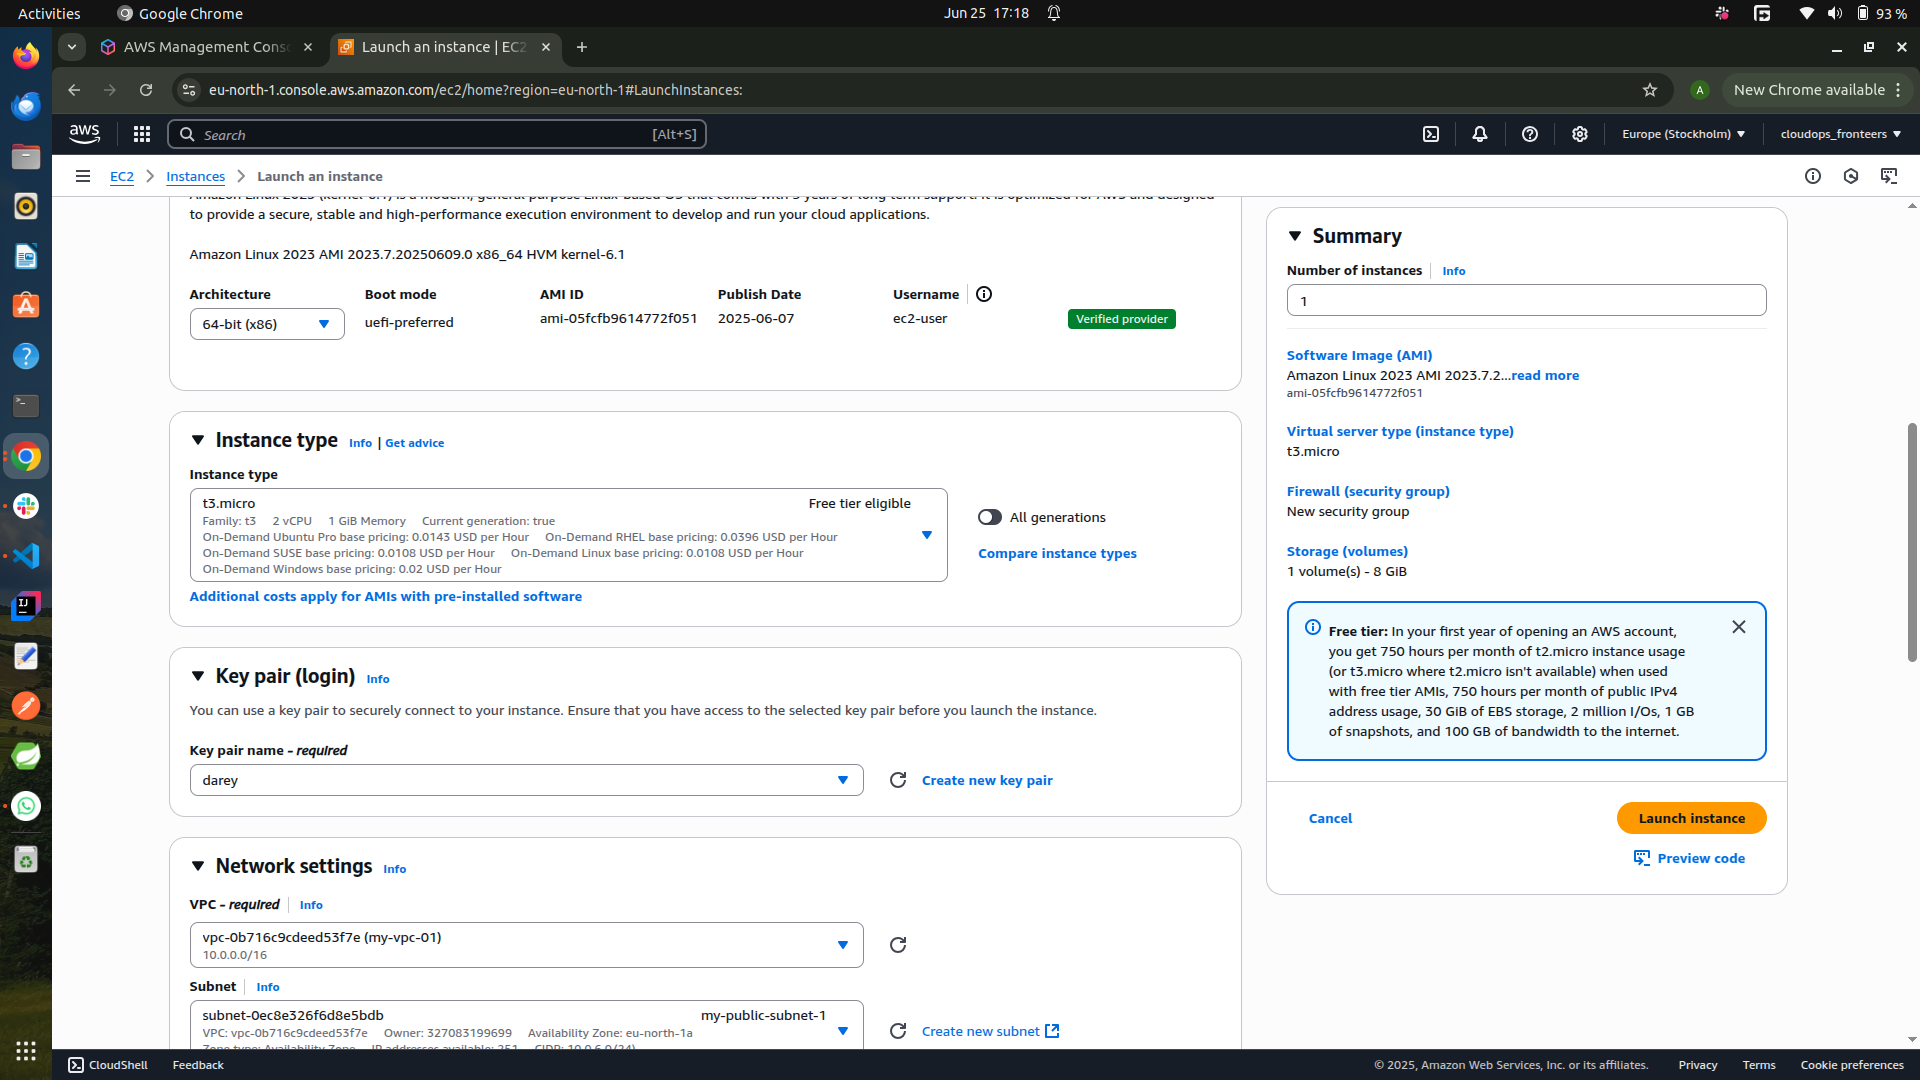 Activities
Google Chrome
Jun 25 17:18
93 %
AWS Management Cons
Launch an instance | EC2
eu-north-1.console.aws.amazon.com/ec2/home?region=eu-north-1#LaunchInstances:
A
New Chrome available
aws
Search
[Alt+S]
Europe (Stockholm)
cloudops_fronteers
EC2
Instances
Launch an instance
to provide a secure, stable and high-performance execution environment to develop and run your cloud applications.
Amazon Linux 2023 AMI 2023.7.20250609.0 x86_64 HVM kernel-6.1
Architecture
Boot mode
AMI ID
Publish Date
Username
64-bit (x86)
uefi-preferred
ami-05fcfb9614772f051
2025-06-07
ec2-user
Verified provider
Instance type
Info | Get advice
Instance type
t3.micro
Free tier eligible
Family: t3 2 vCPU 1 GiB Memory Current generation: true
On-Demand Ubuntu Pro base pricing: 0.0143 USD per Hour On-Demand RHEL base pricing: 0.0396 USD per Hour
On-Demand SUSE base pricing: 0.0108 USD per Hour On-Demand Linux base pricing: 0.0108 USD per Hour
On-Demand Windows base pricing: 0.02 USD per Hour
All generations
Compare instance types
Additional costs apply for AMIs with pre-installed software
Key pair (login)
Info
You can use a key pair to securely connect to your instance. Ensure that you have access to the selected key pair before you launch the instance.
Key pair name - required
darey
Create new key pair
Network settings
Info
VPC - required
Info
vpc-0b716c9cdeed53f7e (my-vpc-01)
10.0.0.0/16
Subnet
Info
subnet-0ec8e326f6d8e5bdb
my-public-subnet-1
VPC: vpc-0b716c9cdeed53f7e Owner: 327083199699 Availability Zone: eu-north-1a
Zone type: Availability Zone IP addresses available: 251 CIDR: 10.0.6.0/24)
Create new subnet
Summary
Number of instances
Info
1
Software Image (AMI)
Amazon Linux 2023 AMI 2023.7.2...read more
ami-05fcfb9614772f051
Virtual server type (instance type)
t3.micro
Firewall (security group)
New security group
Storage (volumes)
1 volume(s) - 8 GiB
Free tier: In your first year of opening an AWS account,
you get 750 hours per month of t2.micro instance usage
(or t3.micro where t2.micro isn't available) when used
with free tier AMIs, 750 hours per month of public IPv4
address usage, 30 GiB of EBS storage, 2 million I/Os, 1 GB
of snapshots, and 100 GB of bandwidth to the internet.
Cancel
Launch instance
Preview code
CloudShell
Feedback
© 2025, Amazon Web Services, Inc. or its affiliates.
Privacy
Terms
Cookie preferences